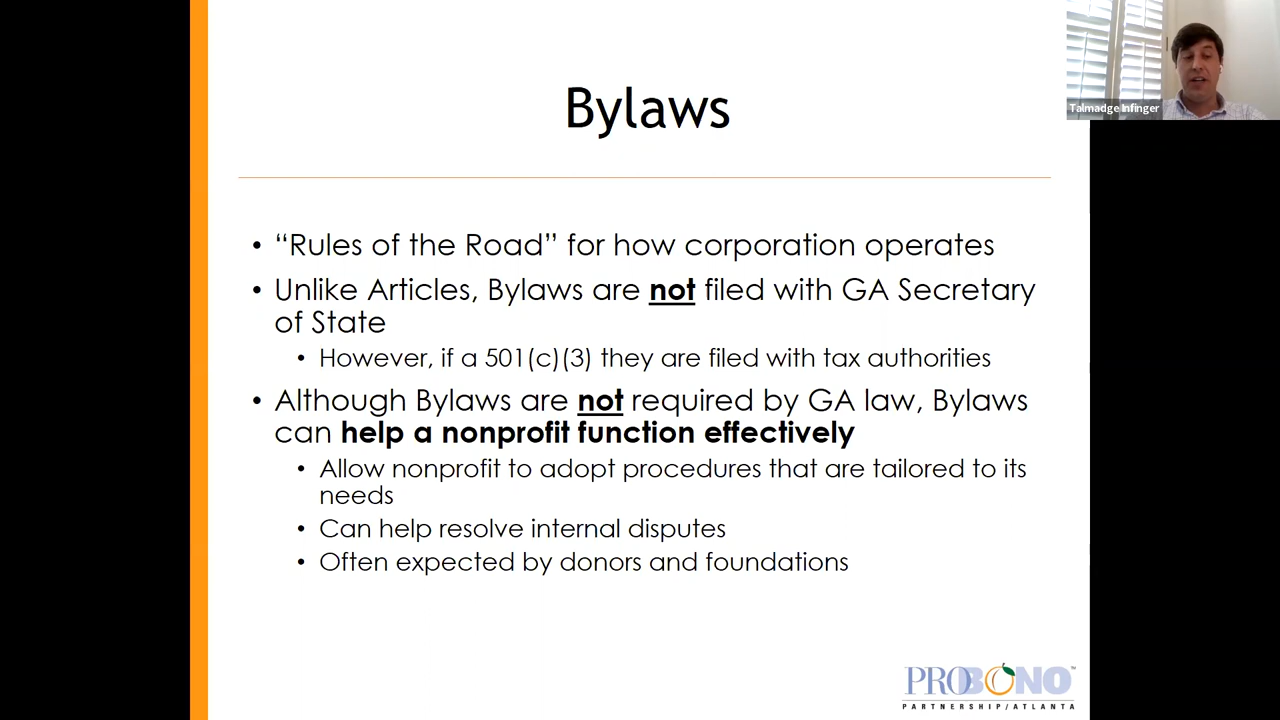 Bylaws
Talmadge Infinger
• “Rules of the Road” for how corporation operates
• Unlike Articles, Bylaws are not filed with GA Secretary
of State
• However, if a 501(c)(3) they are filed with tax authorities
• Although Bylaws are not required by GA law, Bylaws
can help a nonprofit function effectively
• Allow nonprofit to adopt procedures that are tailored to its
needs
• Can help resolve internal disputes
• Often expected by donors and foundations
PROBONO™
PARTNERSHIP/ATLANTA